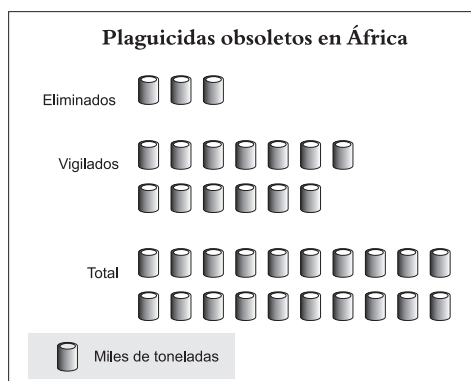 Plaguicidas obsoletos en África
Eliminados
Vigilados
Total
Miles de toneladas